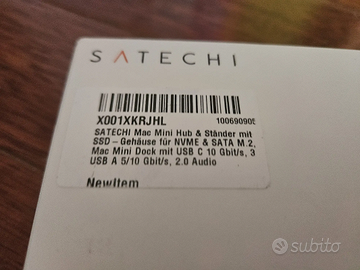 SATECHI
X001XKRJHL
100690905
SATECHI Mac Mini Hub & Ständer mit
SSD – Gehäuse für NVME & SATA M.2,
Mac Mini Dock mit USB C 10 Gbit/s, 3
USB A 5/10 Gbit/s, 2.0 Audio
NewItem
subito